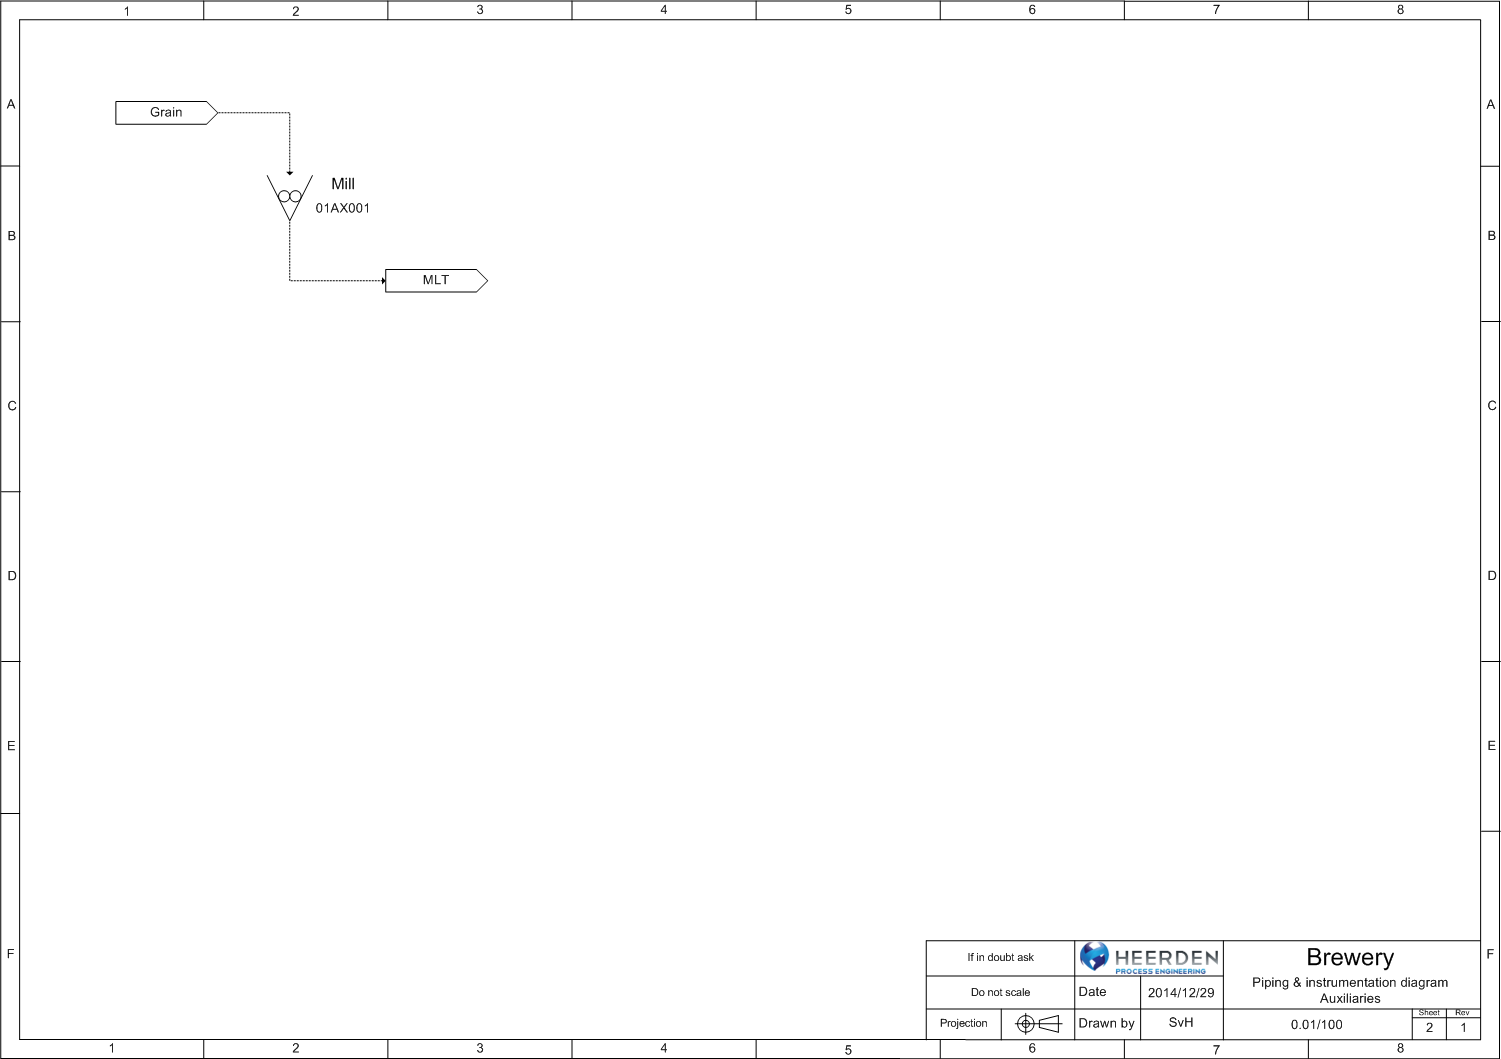 1 2 3 4 5 6 7 8
A A
Grain
Mill
01AX001
B B
MLT
C C
D D
E E
F F
If in doubt ask
HEERDEN
PROCESS ENGINEERING
Brewery
Do not scale
Date
2014/12/29
Piping & instrumentation diagram
Auxiliaries
Projection
Drawn by
SvH
0.01/100
Sheet Rev
2 1
1 2 3 4 5 6 7 8